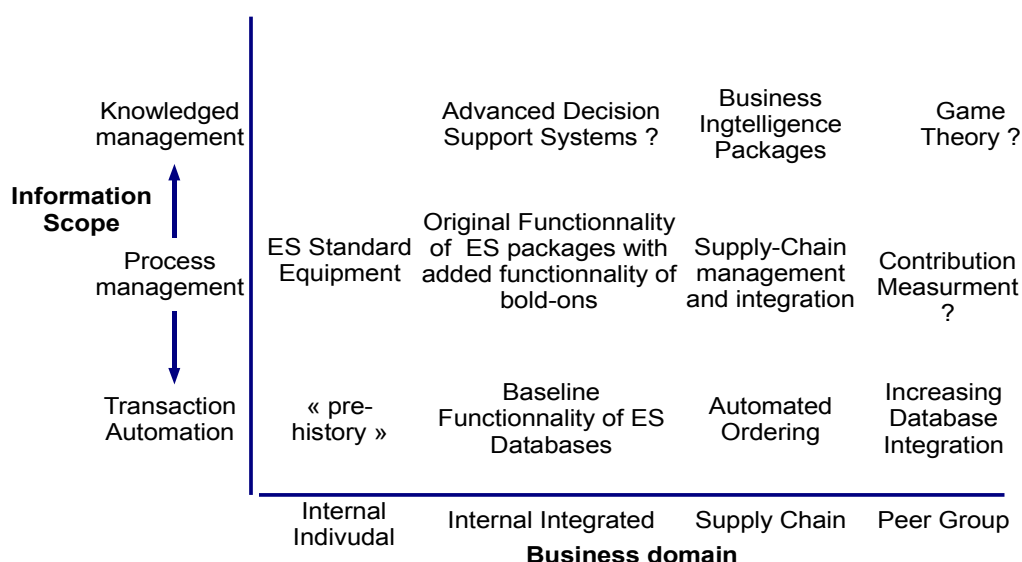 Knowledged
management
Advanced Decision
Support Systems ?
Business
Ingtelligence
Packages
Game
Theory ?
Information
Scope
Process
management
ES Standard
Equipment
Original Functionnality
of ES packages with
added functionnality of
bold-ons
Supply-Chain
management
and integration
Contribution
Measurment
?
Transaction
Automation
« pre-
history »
Baseline
Functionnality of ES
Databases
Automated
Ordering
Increasing
Database
Integration
Internal
Indivudal
Internal Integrated
Supply Chain
Peer Group
Business domain